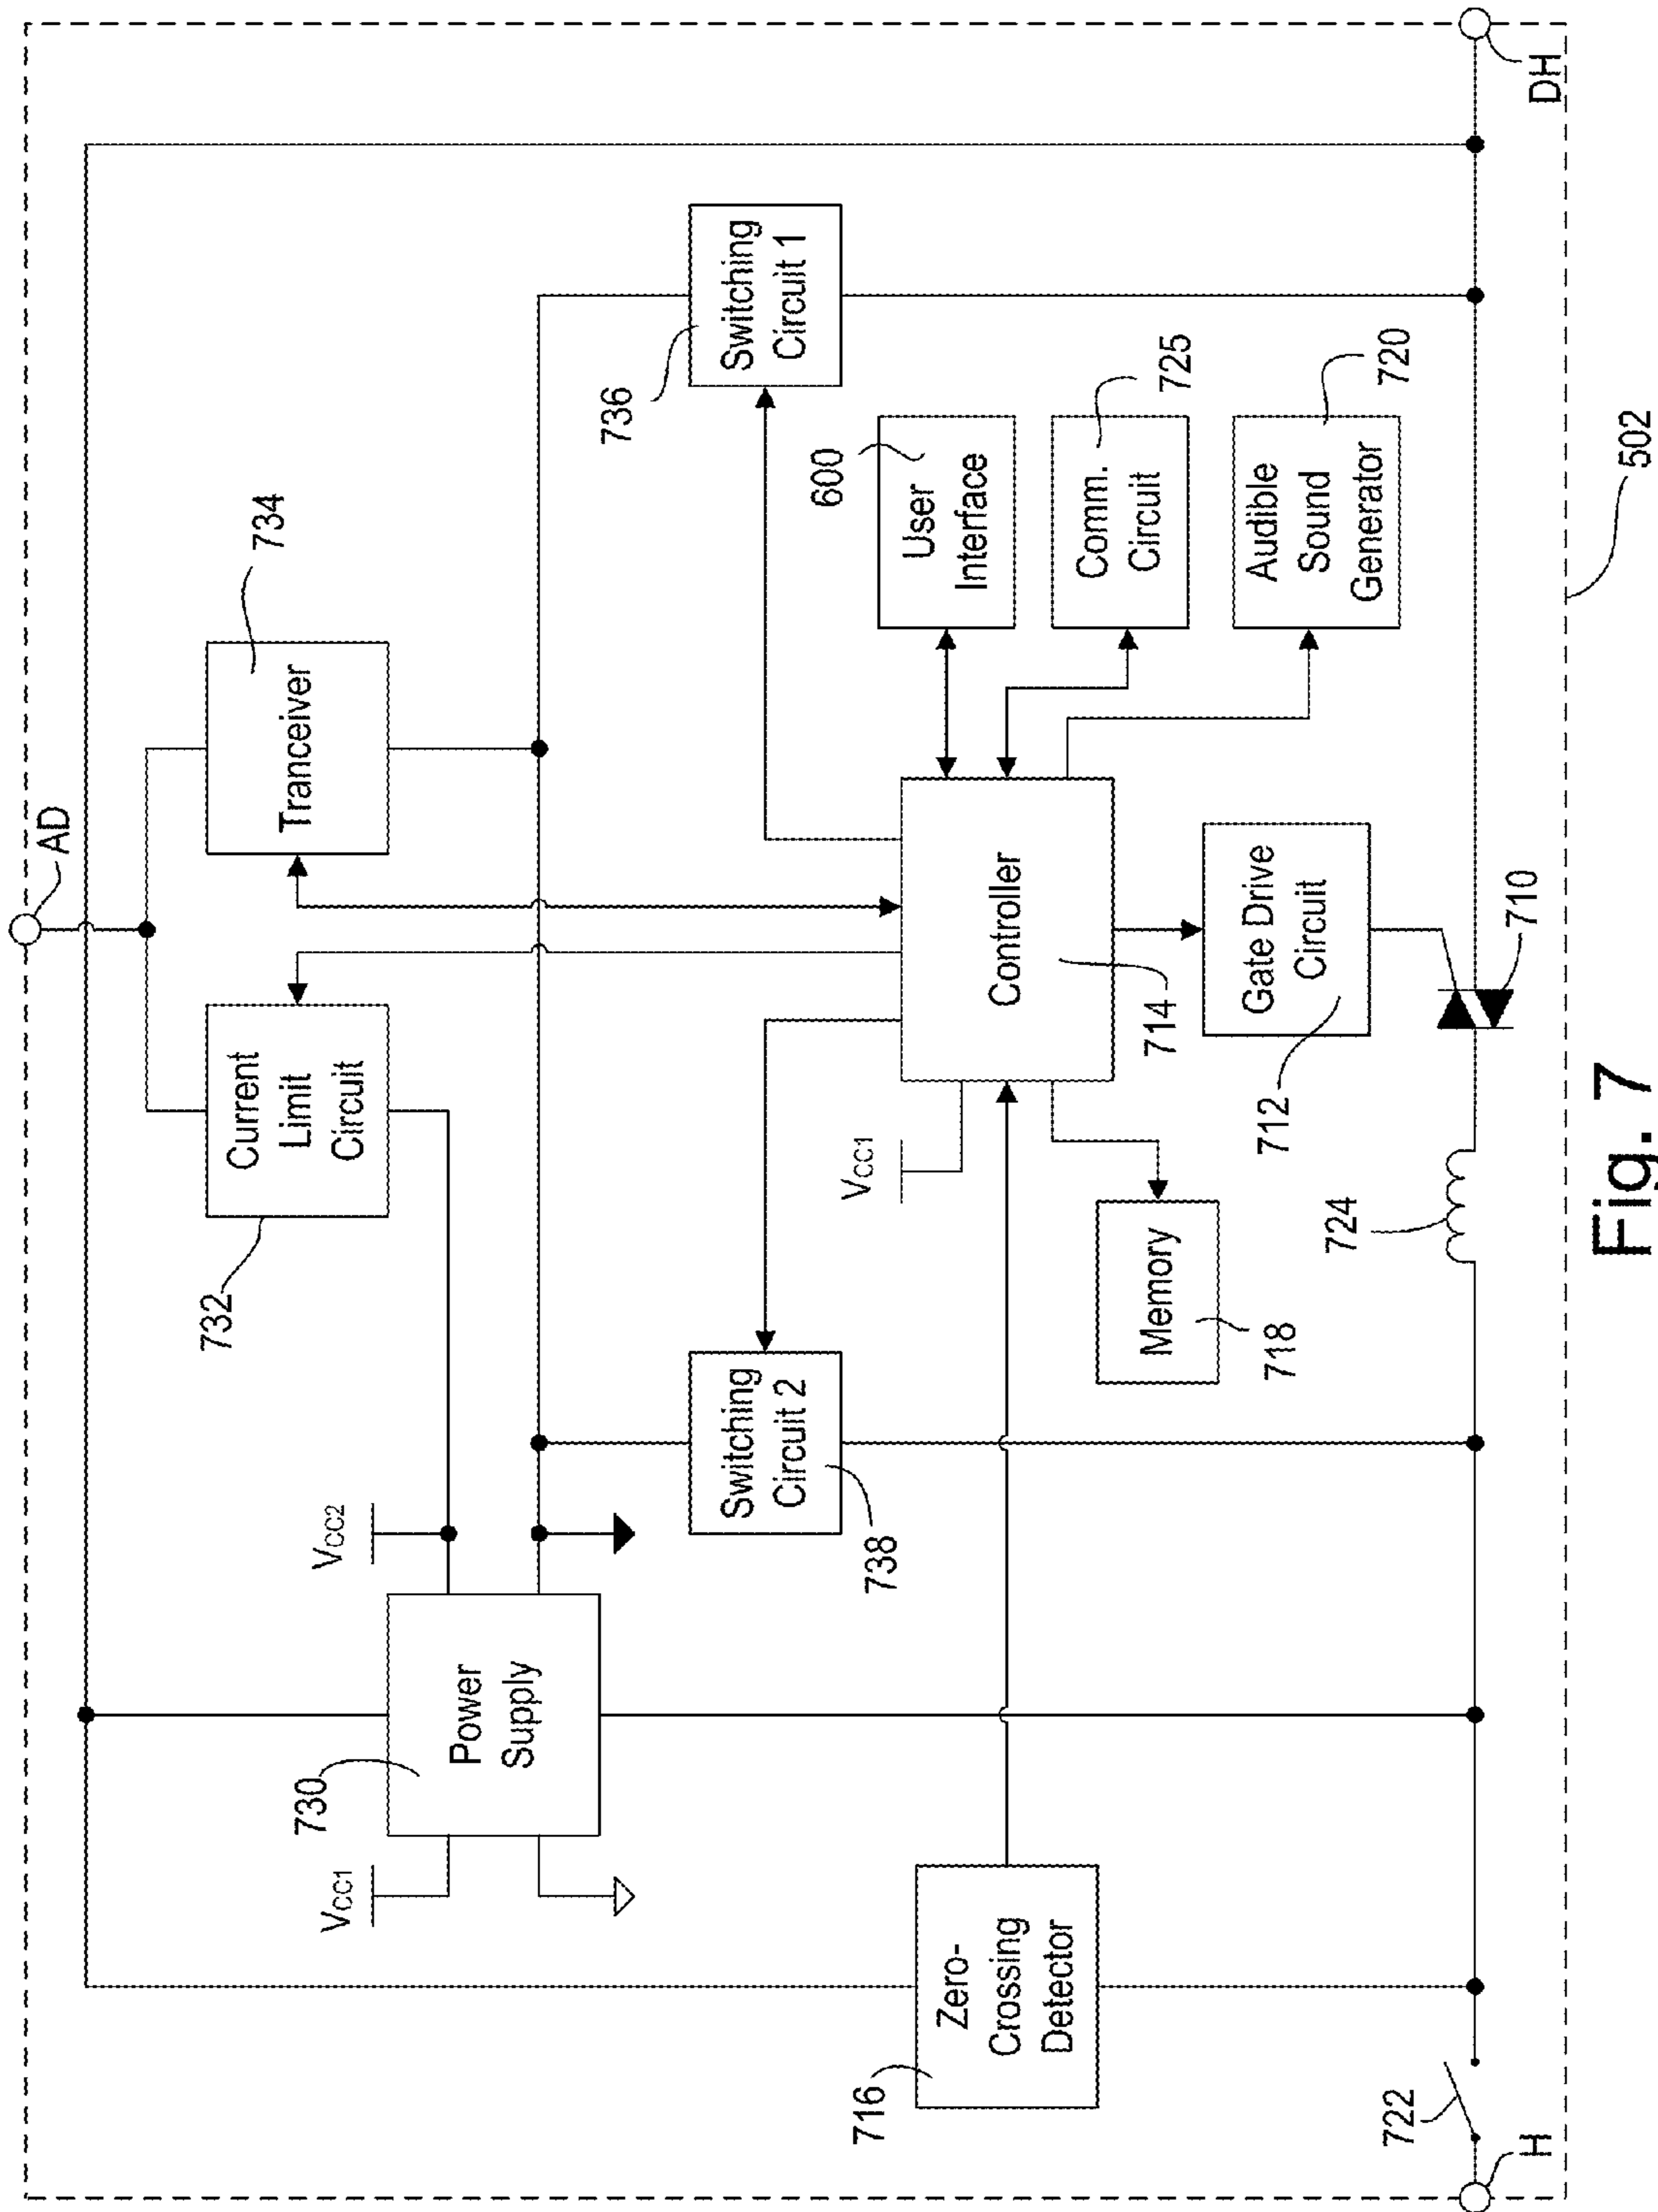 AD
732
Current
Limit
Circuit
Tranceiver
734
VCC1
730
Power
Supply
VCC2
738
Switching
Circuit 2
736
Switching
Circuit 1
716
Zero-
Crossing
Detector
VCC1
Controller
714
600
User
Interface
Comm.
Circuit
725
Memory
718
712
Gate Drive
Circuit
Audible
Sound
Generator
720
722
H
724
710
DH
502
Fig. 7